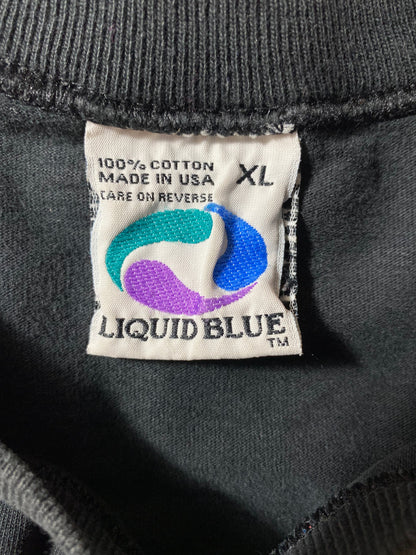 100% COTTON
MADE IN USA XL
CARE ON REVERSE
LIQUID BLUE
TM